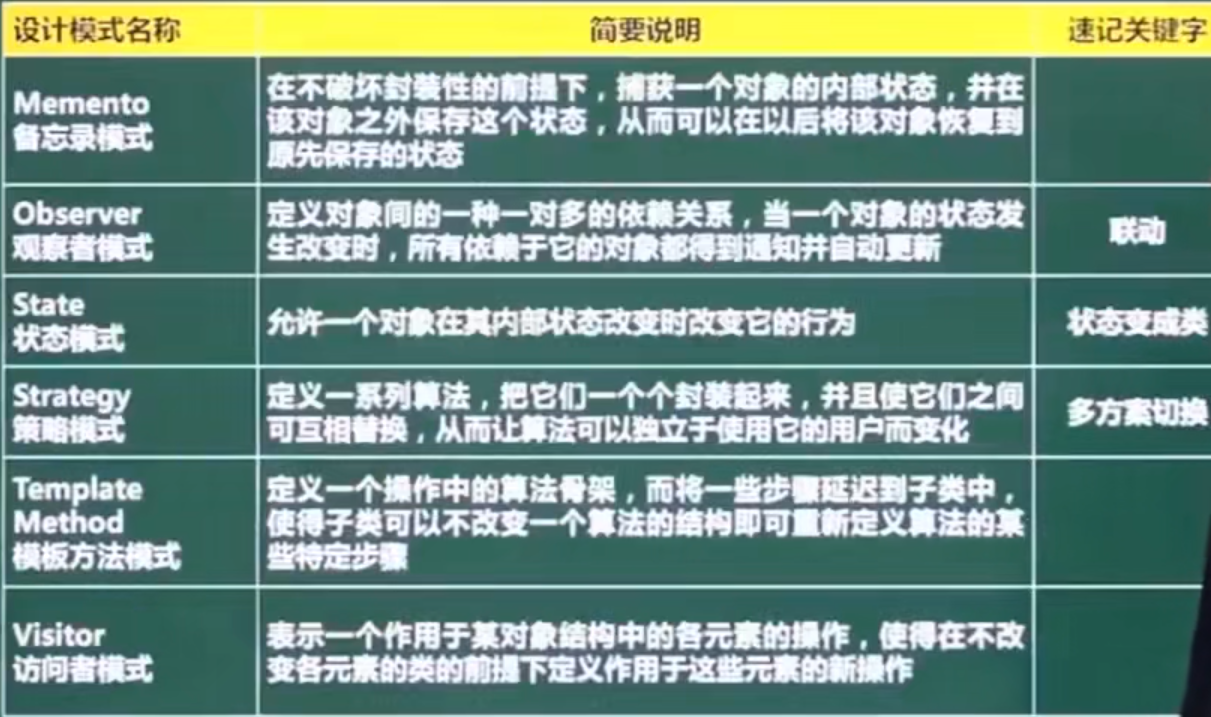 设计模式名称
简要说明
速记关键字
Memento
备忘录模式
在不破坏封装性的前提下，捕获一个对象的内部状态，并在
该对象之外保存这个状态，从而可以在以后将该对象恢复到
原先保存的状态
Observer
观察者模式
定义对象间的一种一对多的依赖关系，当一个对象的状态发
生改变时，所有依赖于它的对象都得到通知并自动更新
联动
State
状态模式
允许一个对象在其内部状态改变时改变它的行为
状态变成类
Strategy
策略模式
定义一系列算法，把它们一个个封装起来，并且使它们之间
可互相替换，从而让算法可以独立于使用它的用户而变化
多方案切换
Template
Method
模板方法模式
定义一个操作中的算法骨架，而将一些步骤延迟到子类中，
使得子类可以不改变一个算法的结构即可重新定义算法的某
些特定步骤
Visitor
访问者模式
表示一个作用于某对象结构中的各元素的操作，使得在不改
变各元素的类的前提下定义作用于这些元素的新操作